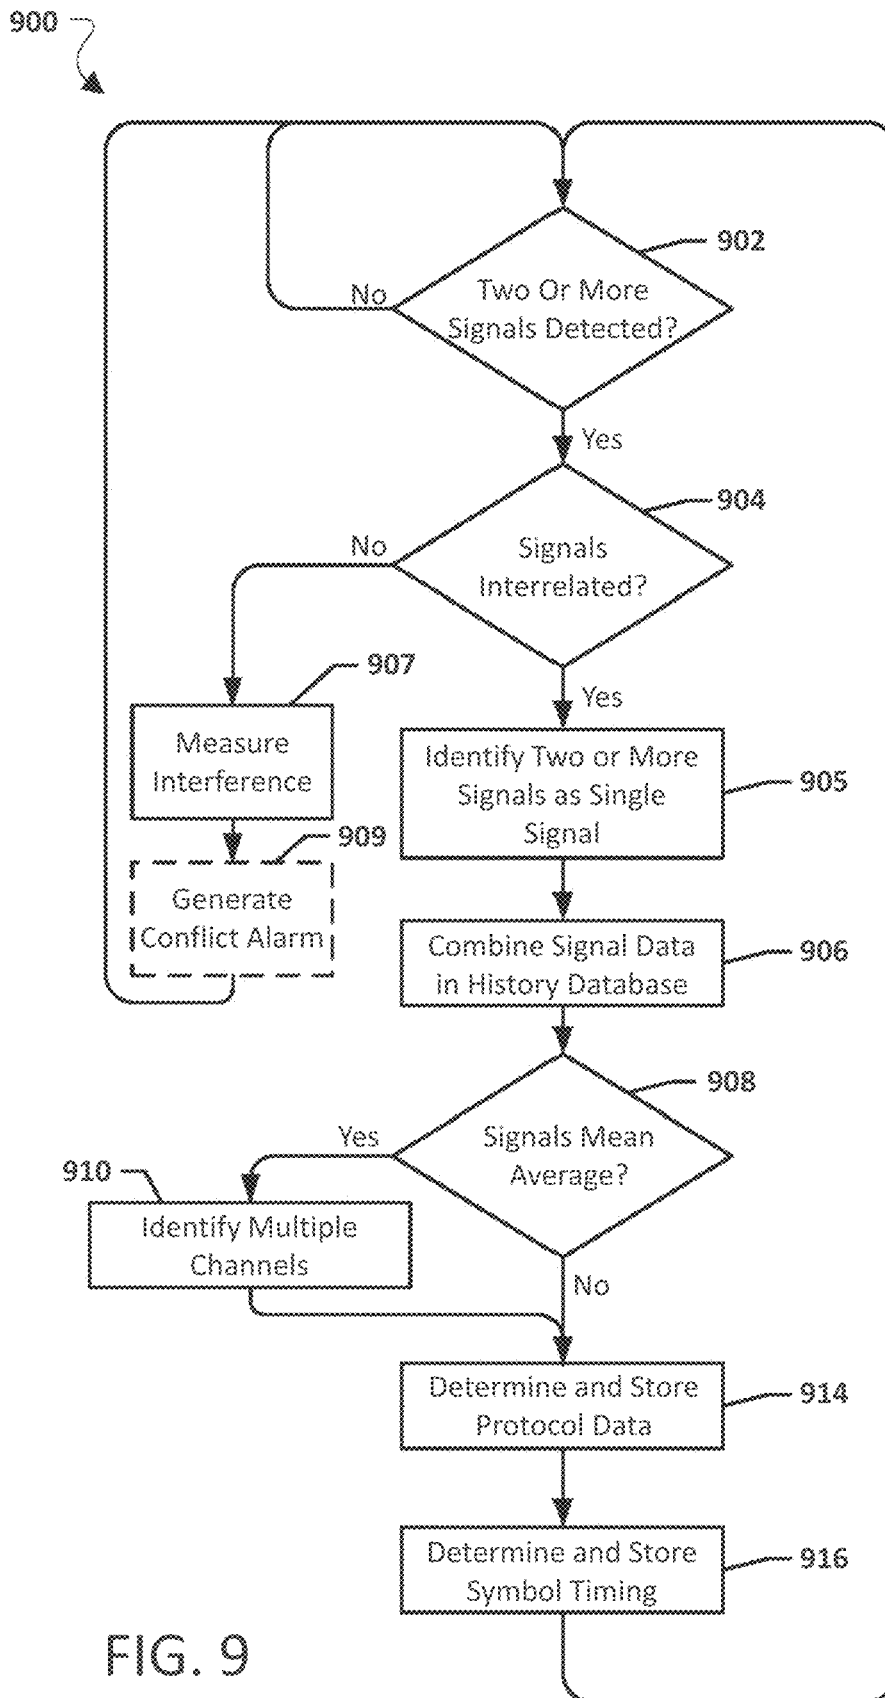 900
902
Two Or More
Signals Detected?
No
Yes
904
Signals
Interrelated?
No
Yes
907
Measure
Interference
909
Generate
Conflict Alarm
905
Identify Two or More
Signals as Single
Signal
906
Combine Signal Data
in History Database
908
Signals Mean
Average?
Yes
No
910
Identify Multiple
Channels
914
Determine and Store
Protocol Data
916
Determine and Store
Symbol Timing
FIG. 9